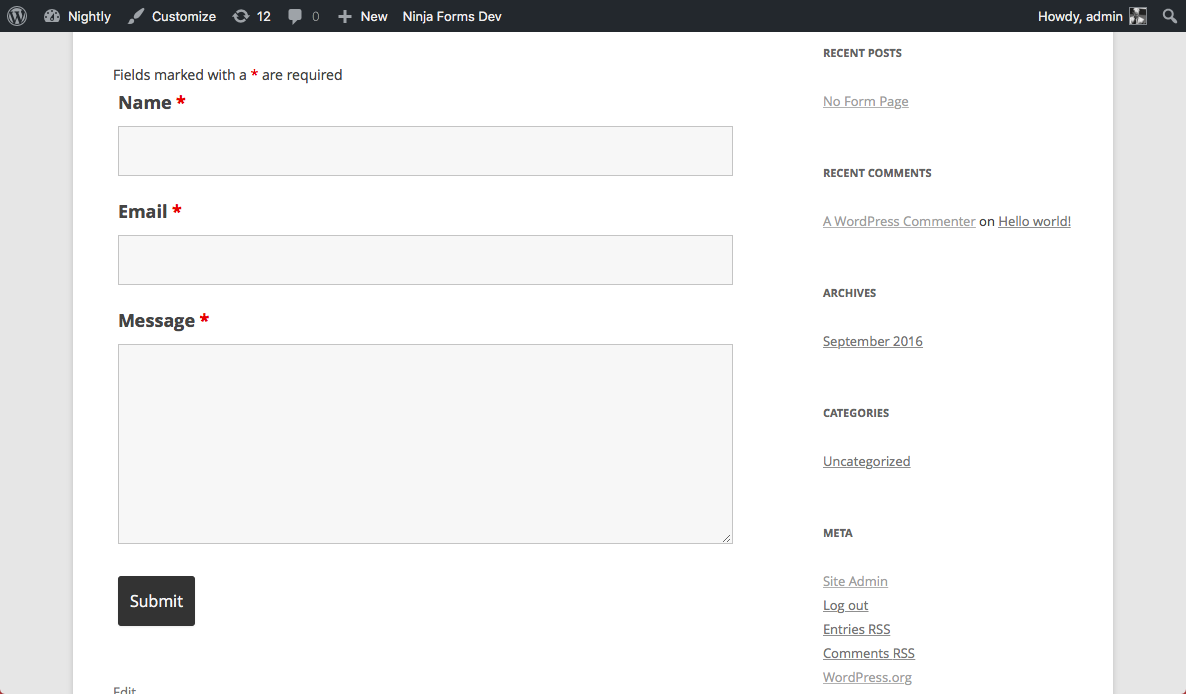 Nightly Customize 12 0 New Ninja Forms Dev Howdy, admin
Fields marked with a * are required
Name *
Email *
Message *
Submit
Edit
RECENT POSTS
No Form Page
RECENT COMMENTS
A WordPress Commenter on Hello world!
ARCHIVES
September 2016
CATEGORIES
Uncategorized
META
Site Admin
Log out
Entries RSS
Comments RSS
WordPress.org